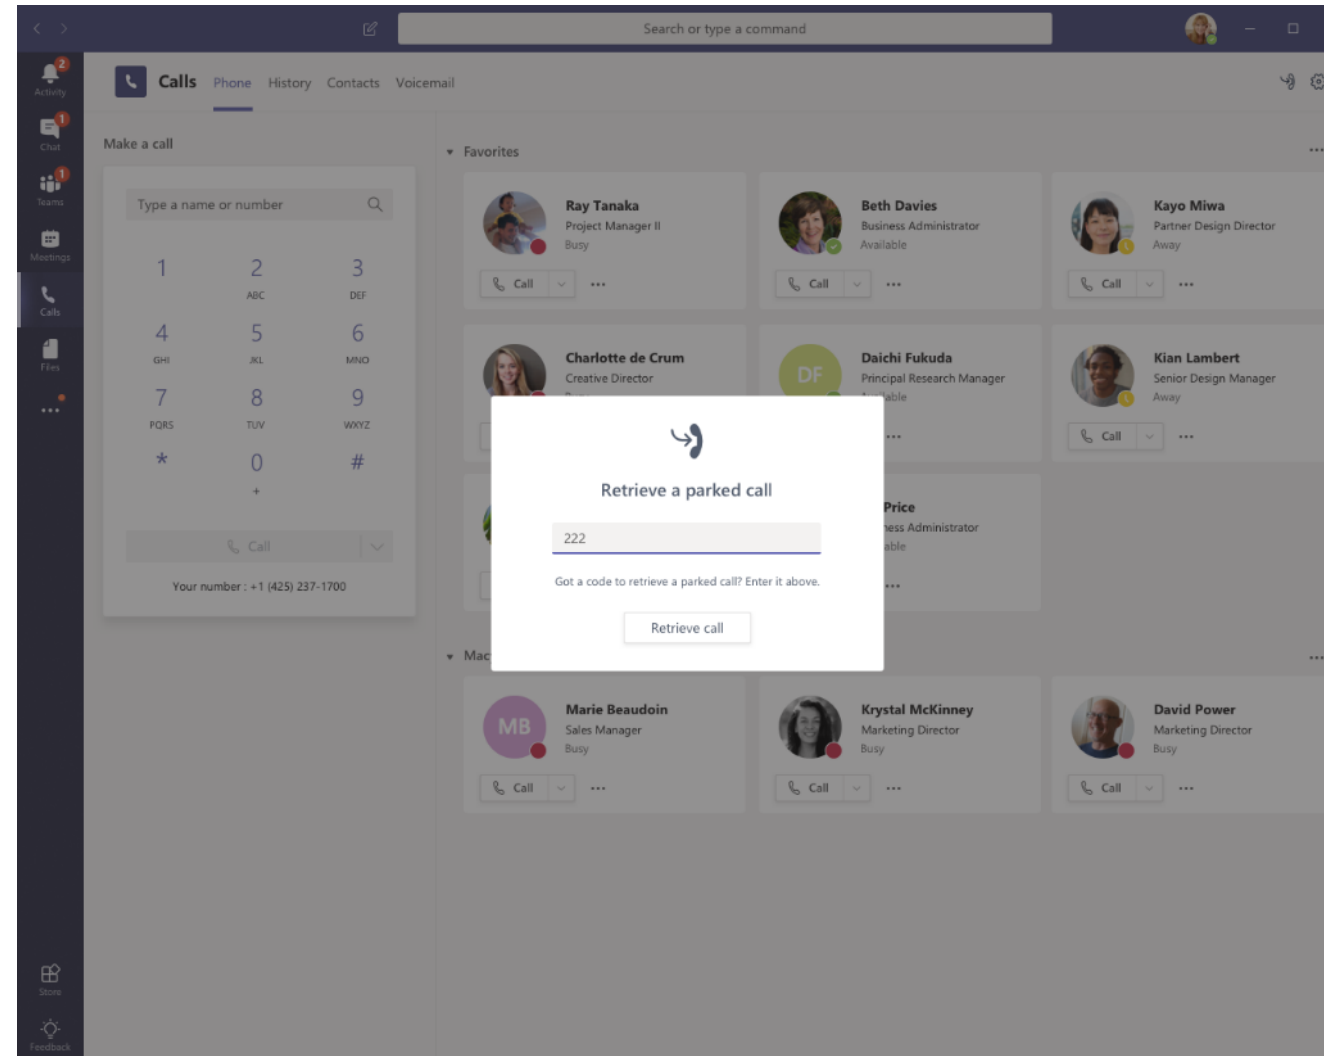 Search or type a command
2
Activity
1
Chat
1
Teams
Meetings
Calls
Files
Store
Feedback
Calls Phone History Contacts Voicemail
Make a call
Type a name or number
1 2 3
ABC DEF
4 5 6
GHI JKL MNO
7 8 9
PQRS TUV WXYZ
* 0 #
+
Call
Your number : +1 (425) 237-1700
Favorites
Ray Tanaka
Project Manager II
Busy
Call
Beth Davies
Business Administrator
Available
Call
Kayo Miwa
Partner Design Director
Away
Call
Charlotte de Crum
Creative Director
DF
Daichi Fukuda
Principal Research Manager
Kian Lambert
Senior Design Manager
Away
Call
Price
Retrieve a parked call
222
Got a code to retrieve a parked call? Enter it above.
Retrieve call
MB
Marie Beaudoin
Sales Manager
Busy
Call
Krystal McKinney
Marketing Director
Busy
Call
David Power
Marketing Director
Busy
Call